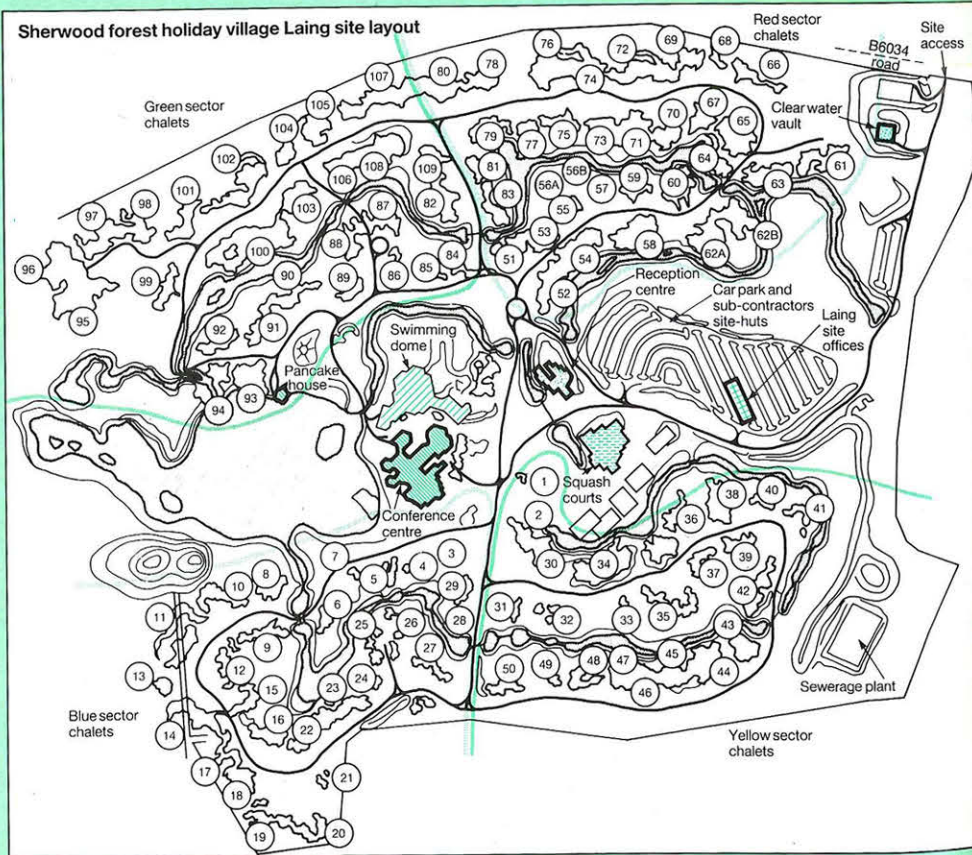 Sherwood forest holiday village Laing site layout
Red sector
chalets
Site
access
B6034
road
Clear water
vault
Green sector
chalets
76
72
69
68
66
107
80
78
74
105
104
102
79
77
75
73
71
70
67
65
106
108
109
81
64
61
97
98
101
103
87
82
83
56A
56B
57
59
60
63
55
96
99
100
88
53
58
62B
90
89
86
85
84
51
54
62A
95
52
Reception
centre
Car park and
sub-contractors
site-huts
Laing
site
offices
92
91
Swimming
dome
Pancake
house
94
93
1
Squash
courts
2
38
40
41
36
Conference
centre
7
3
30
34
39
8
5
4
37
10
29
42
11
6
31
32
33
35
25
26
28
43
9
27
45
13
12
24
50
49
48
47
44
15
23
46
Sewerage plant
Blue sector
chalets
16
22
Yellow sector
chalets
14
17
21
18
19
20